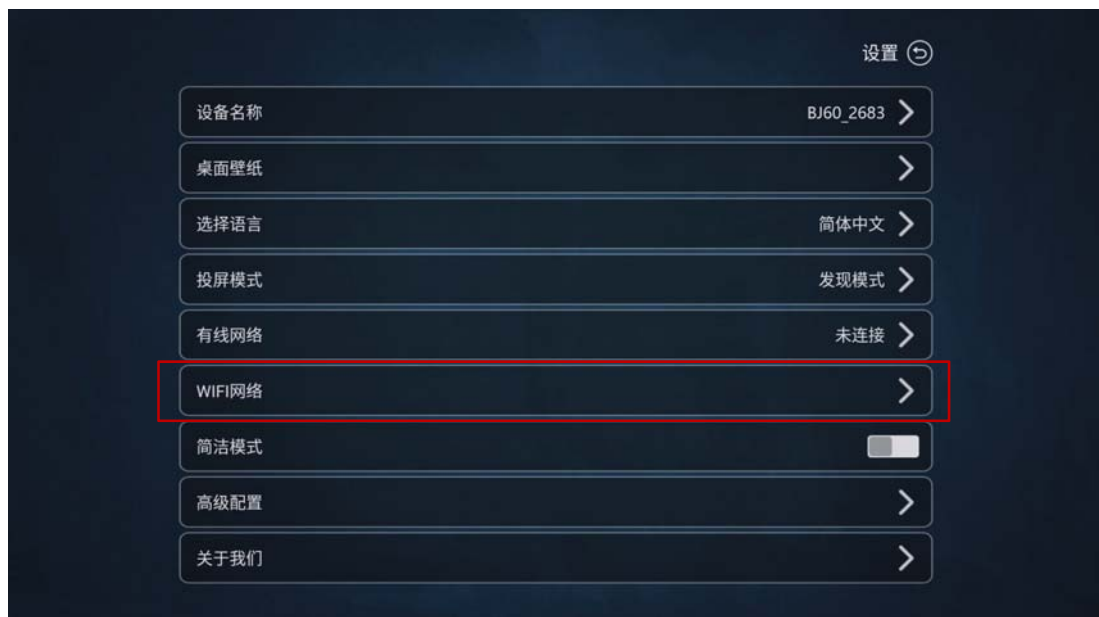 设置
设备名称 BJ60_2683
桌面壁纸
选择语言 简体中文
投屏模式 发现模式
有线网络 未连接
WIFI网络
简洁模式
高级配置
关于我们